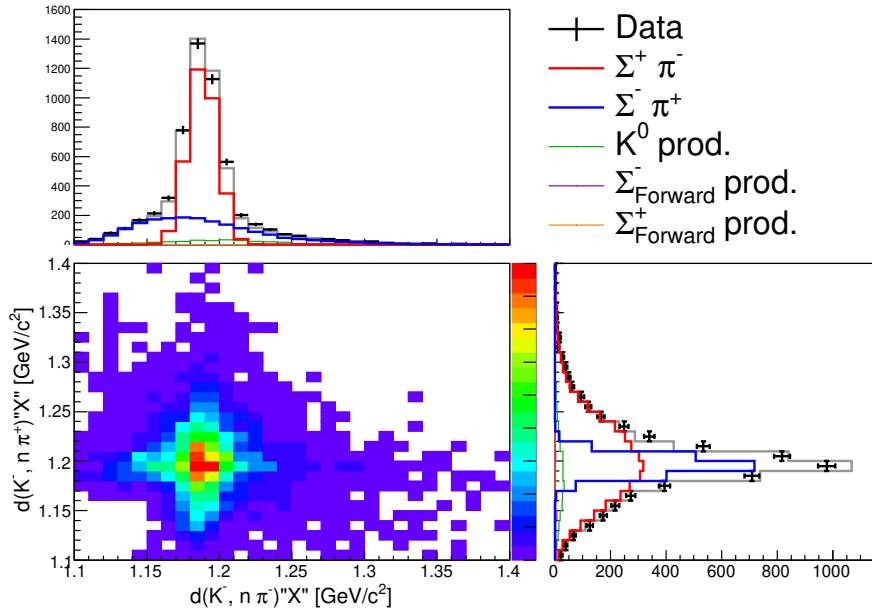 1600
1400
1200
1000
800
600
400
200
0
Data
Σ⁺ π⁻
Σ⁻ π⁺
K⁰ prod.
Σ⁻Forward prod.
Σ⁺Forward prod.
1.4
1.35
1.3
1.25
1.2
1.15
1.1
d(K⁻, n π⁺)"X" [GeV/c2]
1.1 1.15 1.2 1.25 1.3 1.35 1.4
d(K⁻, n π⁻)"X" [GeV/c2]
0 200 400 600 800 1000